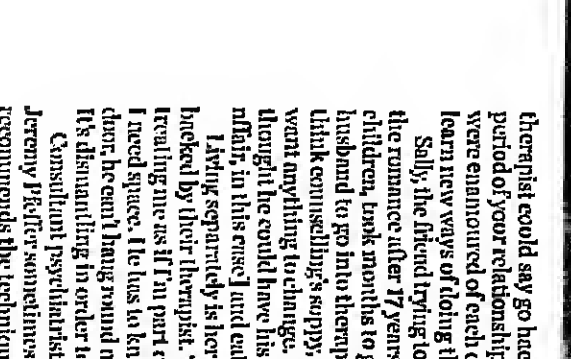 therapist could say go bac
period of your relationship
were enamoured of each o
learn new ways of doing th
Sally, the friend trying to
the romance after 17 years
children, took months to g
husband to go into therap
think counselling's soppy,
want anything to change.
thought he could have his
affair, in this case] and eat
Living separately is her
backed by their therapist.
treating me as if I'm part o
I need space. He has to kn
door, he can't hang round m
It's dismantling in order to
Consultant psychiatrist
Jeremy Pfeffer sometimes
recommends the technique